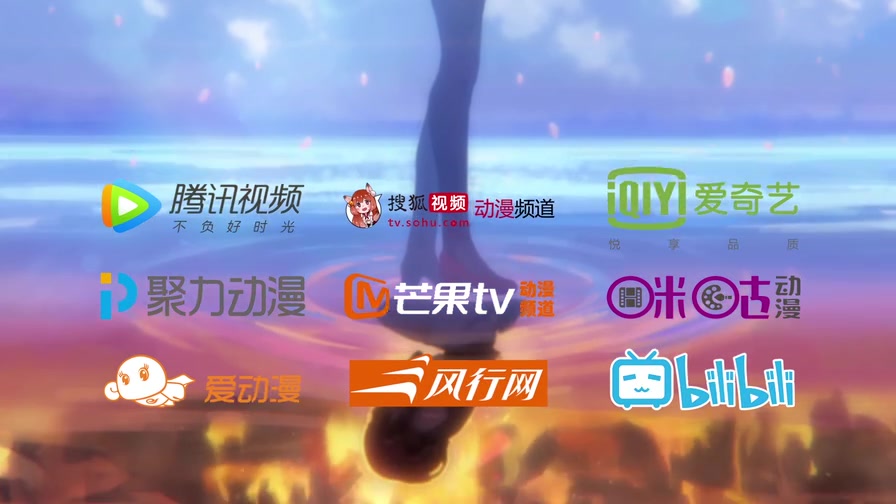 腾讯视频
不负好时光
搜狐视频 动漫频道
tv.sohu.com
iQIYI 爱奇艺
悦享品质
聚力动漫
芒果tv 动漫频道
咪咕动漫
爱动漫
风行网
bilibili